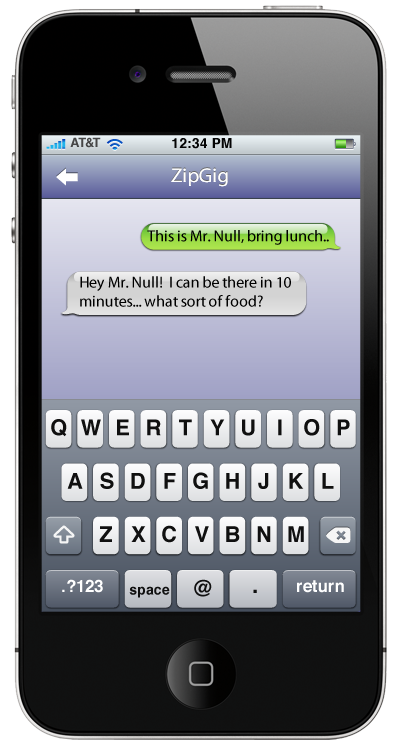 AT&T 12:34 PM
ZipGig
This is Mr. Null, bring lunch..
Hey Mr. Null! I can be there in 10
minutes... what sort of food?
Q W E R T Y U I O P
A S D F G H J K L
Z X C V B N M
.?123 space @ . return